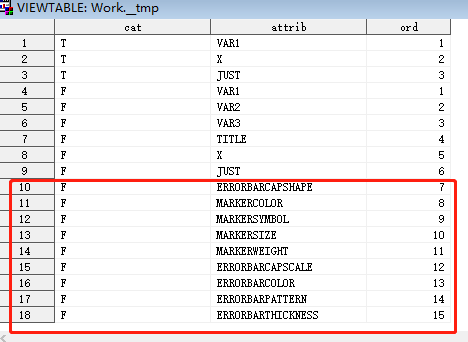 VIEWTABLE: Work.__tmp
cat attrib ord
1 T VAR1 1
2 T X 2
3 T JUST 3
4 F VAR1 1
5 F VAR2 2
6 F VAR3 3
7 F TITLE 4
8 F X 5
9 F JUST 6
10 F ERRORBARCAPSHAPE 7
11 F MARKERCOLOR 8
12 F MARKERSYMBOL 9
13 F MARKERSIZE 10
14 F MARKERWEIGHT 11
15 F ERRORBARCAPSCALE 12
16 F ERRORBARCOLOR 13
17 F ERRORBARPATTERN 14
18 F ERRORBARTHICKNESS 15